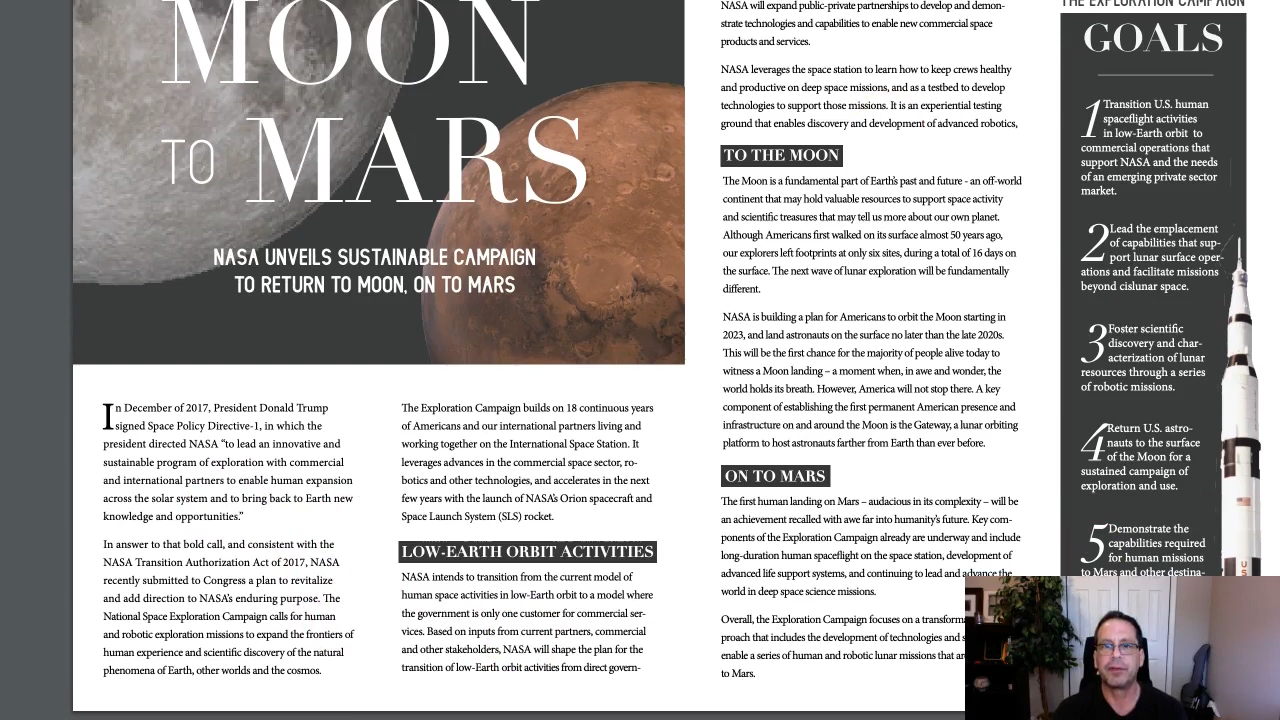 MOON
TO MARS
NASA UNVEILS SUSTAINABLE CAMPAIGN
TO RETURN TO MOON, ON TO MARS
In December of 2017, President Donald Trump
signed Space Policy Directive-1, in which the
president directed NASA “to lead an innovative and
sustainable program of exploration with commercial
and international partners to enable human expansion
across the solar system and to bring back to Earth new
knowledge and opportunities.”
In answer to that bold call, and consistent with the
NASA Transition Authorization Act of 2017, NASA
recently submitted to Congress a plan to revitalize
and add direction to NASA’s enduring purpose. The
National Space Exploration Campaign calls for human
and robotic exploration missions to expand the frontiers of
human experience and scientific discovery of the natural
phenomena of Earth, other worlds and the cosmos.
The Exploration Campaign builds on 18 continuous years
of Americans and our international partners living and
working together on the International Space Station. It
leverages advances in the commercial space sector, ro-
botics and other technologies, and accelerates in the next
few years with the launch of NASA’s Orion spacecraft and
Space Launch System (SLS) rocket.
LOW-EARTH ORBIT ACTIVITIES
NASA intends to transition from the current model of
human space activities in low-Earth orbit to a model where
the government is only one customer for commercial ser-
vices. Based on inputs from current partners, commercial
and other stakeholders, NASA will shape the plan for the
transition of low-Earth orbit activities from direct govern-
NASA will expand public-private partnerships to develop and demon-
strate technologies and capabilities to enable new commercial space
products and services.
NASA leverages the space station to learn how to keep crews healthy
and productive on deep space missions, and as a testbed to develop
technologies to support those missions. It is an experiential testing
ground that enables discovery and development of advanced robotics,
TO THE MOON
The Moon is a fundamental part of Earth’s past and future - an off-world
continent that may hold valuable resources to support space activity
and scientific treasures that may tell us more about our own planet.
Although Americans first walked on its surface almost 50 years ago,
our explorers left footprints at only six sites, during a total of 16 days on
the surface. The next wave of lunar exploration will be fundamentally
different.
NASA is building a plan for Americans to orbit the Moon starting in
2023, and land astronauts on the surface no later than the late 2020s.
This will be the first chance for the majority of people alive today to
witness a Moon landing – a moment when, in awe and wonder, the
world holds its breath. However, America will not stop there. A key
component of establishing the first permanent American presence and
infrastructure on and around the Moon is the Gateway, a lunar orbiting
platform to host astronauts farther from Earth than ever before.
ON TO MARS
The first human landing on Mars – audacious in its complexity – will be
an achievement recalled with awe far into humanity’s future. Key com-
ponents of the Exploration Campaign already are underway and include
long-duration human spaceflight on the space station, development of
advanced life support systems, and continuing to lead and advance the
world in deep space science missions.
Overall, the Exploration Campaign focuses on a transforma
proach that includes the development of technologies and s
enable a series of human and robotic lunar missions that ar
to Mars.
THE EXPLORATION CAMPAIGN
GOALS
1 Transition U.S. human
spaceflight activities
in low-Earth orbit to
commercial operations that
support NASA and the needs
of an emerging private sector
market.
2 Lead the emplacement
of capabilities that sup-
port lunar surface oper-
ations and facilitate missions
beyond cislunar space.
3 Foster scientific
discovery and char-
acterization of lunar
resources through a series
of robotic missions.
4 Return U.S. astro-
nauts to the surface
of the Moon for a
sustained campaign of
exploration and use.
5 Demonstrate the
capabilities required
for human missions
to Mars and other destina-
US